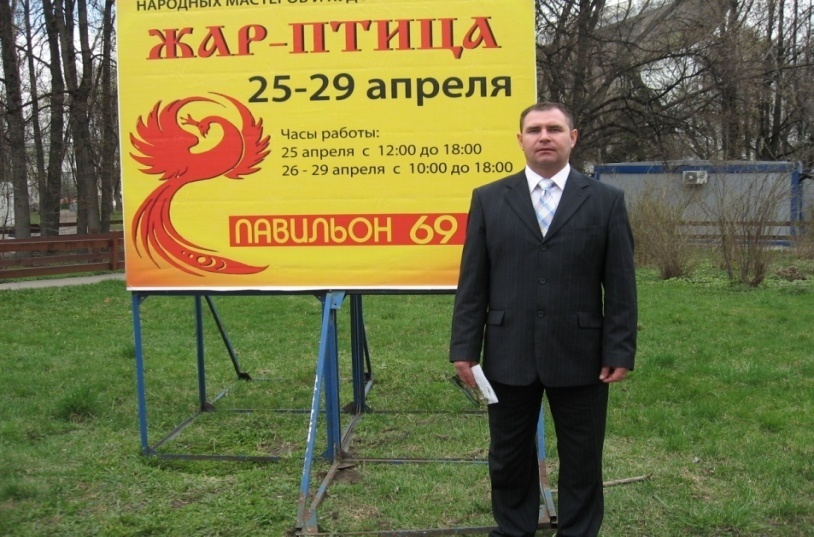 НАРОДНЫХ МАСТЕРОВ И
ЖАР-ПТИЦА
25-29 апреля
Часы работы:
25 апреля с 12:00 до 18:00
26 - 29 апреля с 10:00 до 18:00
ПАВИЛЬОН 69